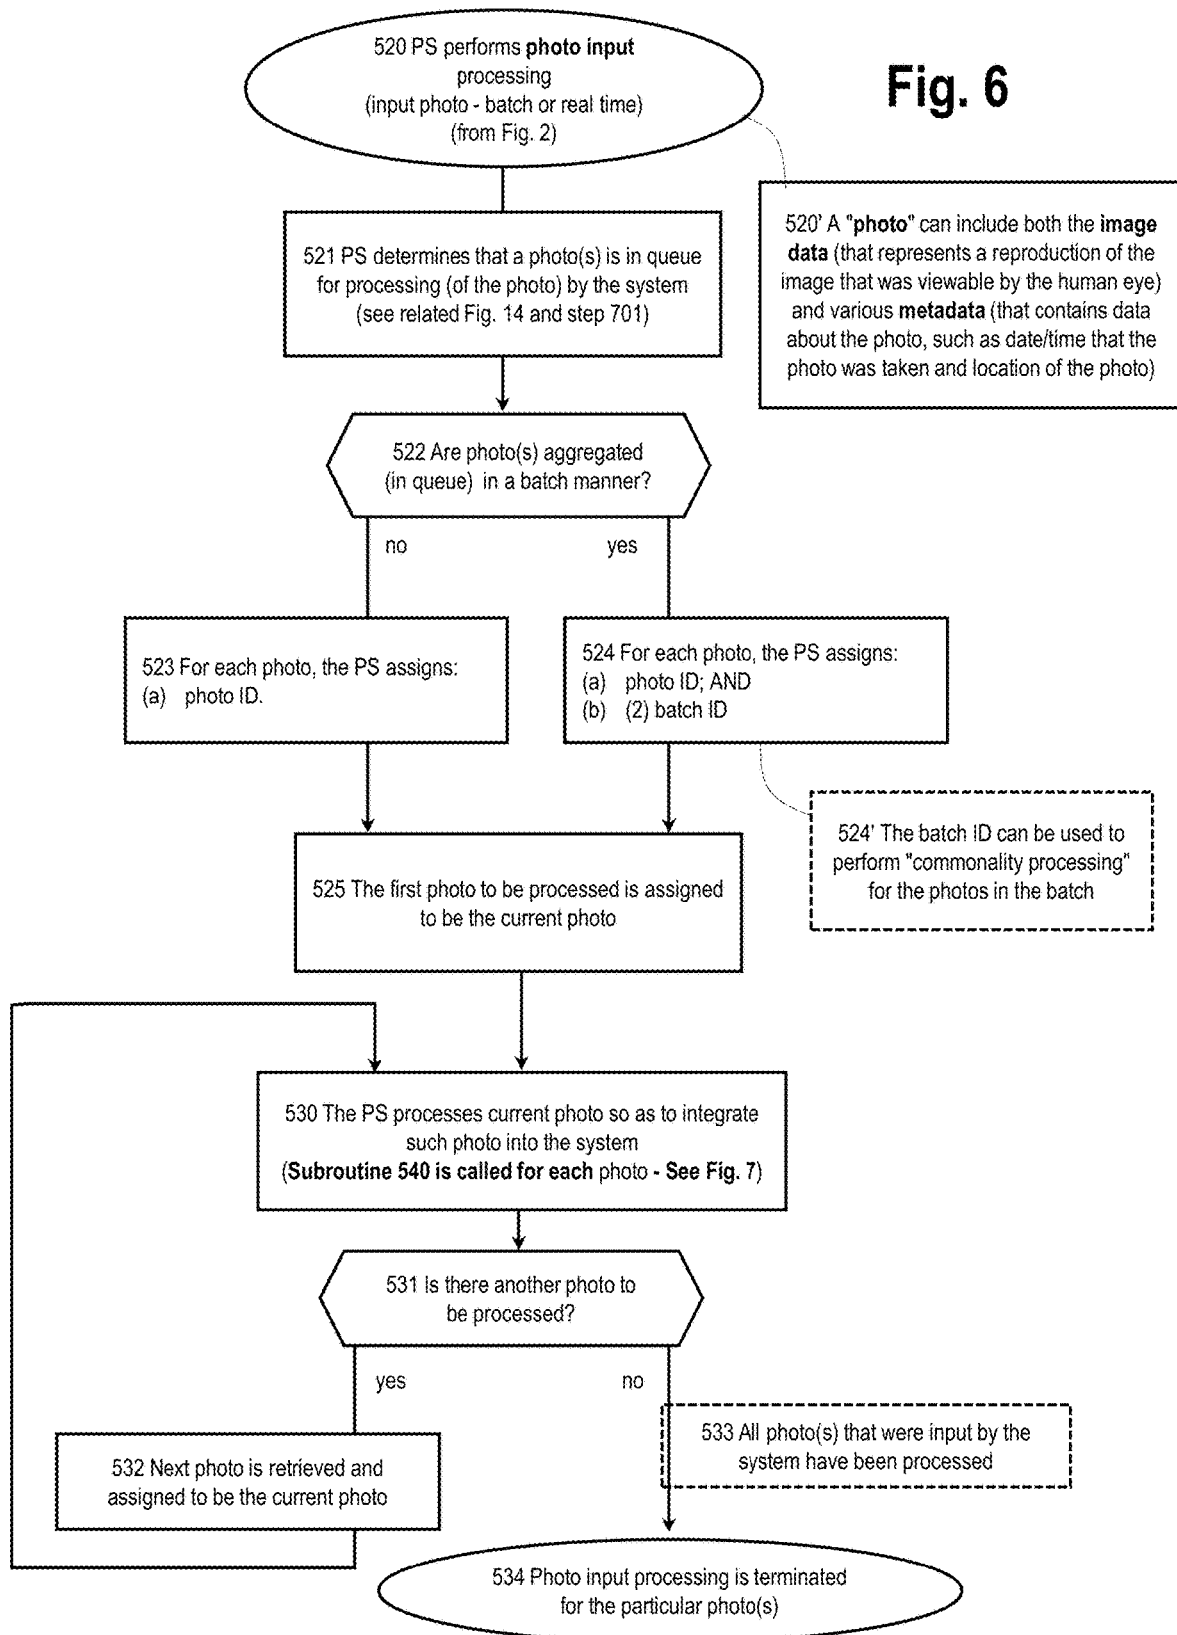 520 PS performs photo input
processing
(input photo - batch or real time)
(from Fig. 2)
Fig. 6
520' A "photo" can include both the image
data (that represents a reproduction of the
image that was viewable by the human eye)
and various metadata (that contains data
about the photo, such as date/time that the
photo was taken and location of the photo)
521 PS determines that a photo(s) is in queue
for processing (of the photo) by the system
(see related Fig. 14 and step 701)
522 Are photo(s) aggregated
(in queue) in a batch manner?
no
yes
523 For each photo, the PS assigns:
(a) photo ID.
524 For each photo, the PS assigns:
(a) photo ID; AND
(b) (2) batch ID
524' The batch ID can be used to
perform "commonality processing"
for the photos in the batch
525 The first photo to be processed is assigned
to be the current photo
530 The PS processes current photo so as to integrate
such photo into the system
(Subroutine 540 is called for each photo - See Fig. 7)
531 Is there another photo to
be processed?
yes
no
533 All photo(s) that were input by the
system have been processed
532 Next photo is retrieved and
assigned to be the current photo
534 Photo input processing is terminated
for the particular photo(s)